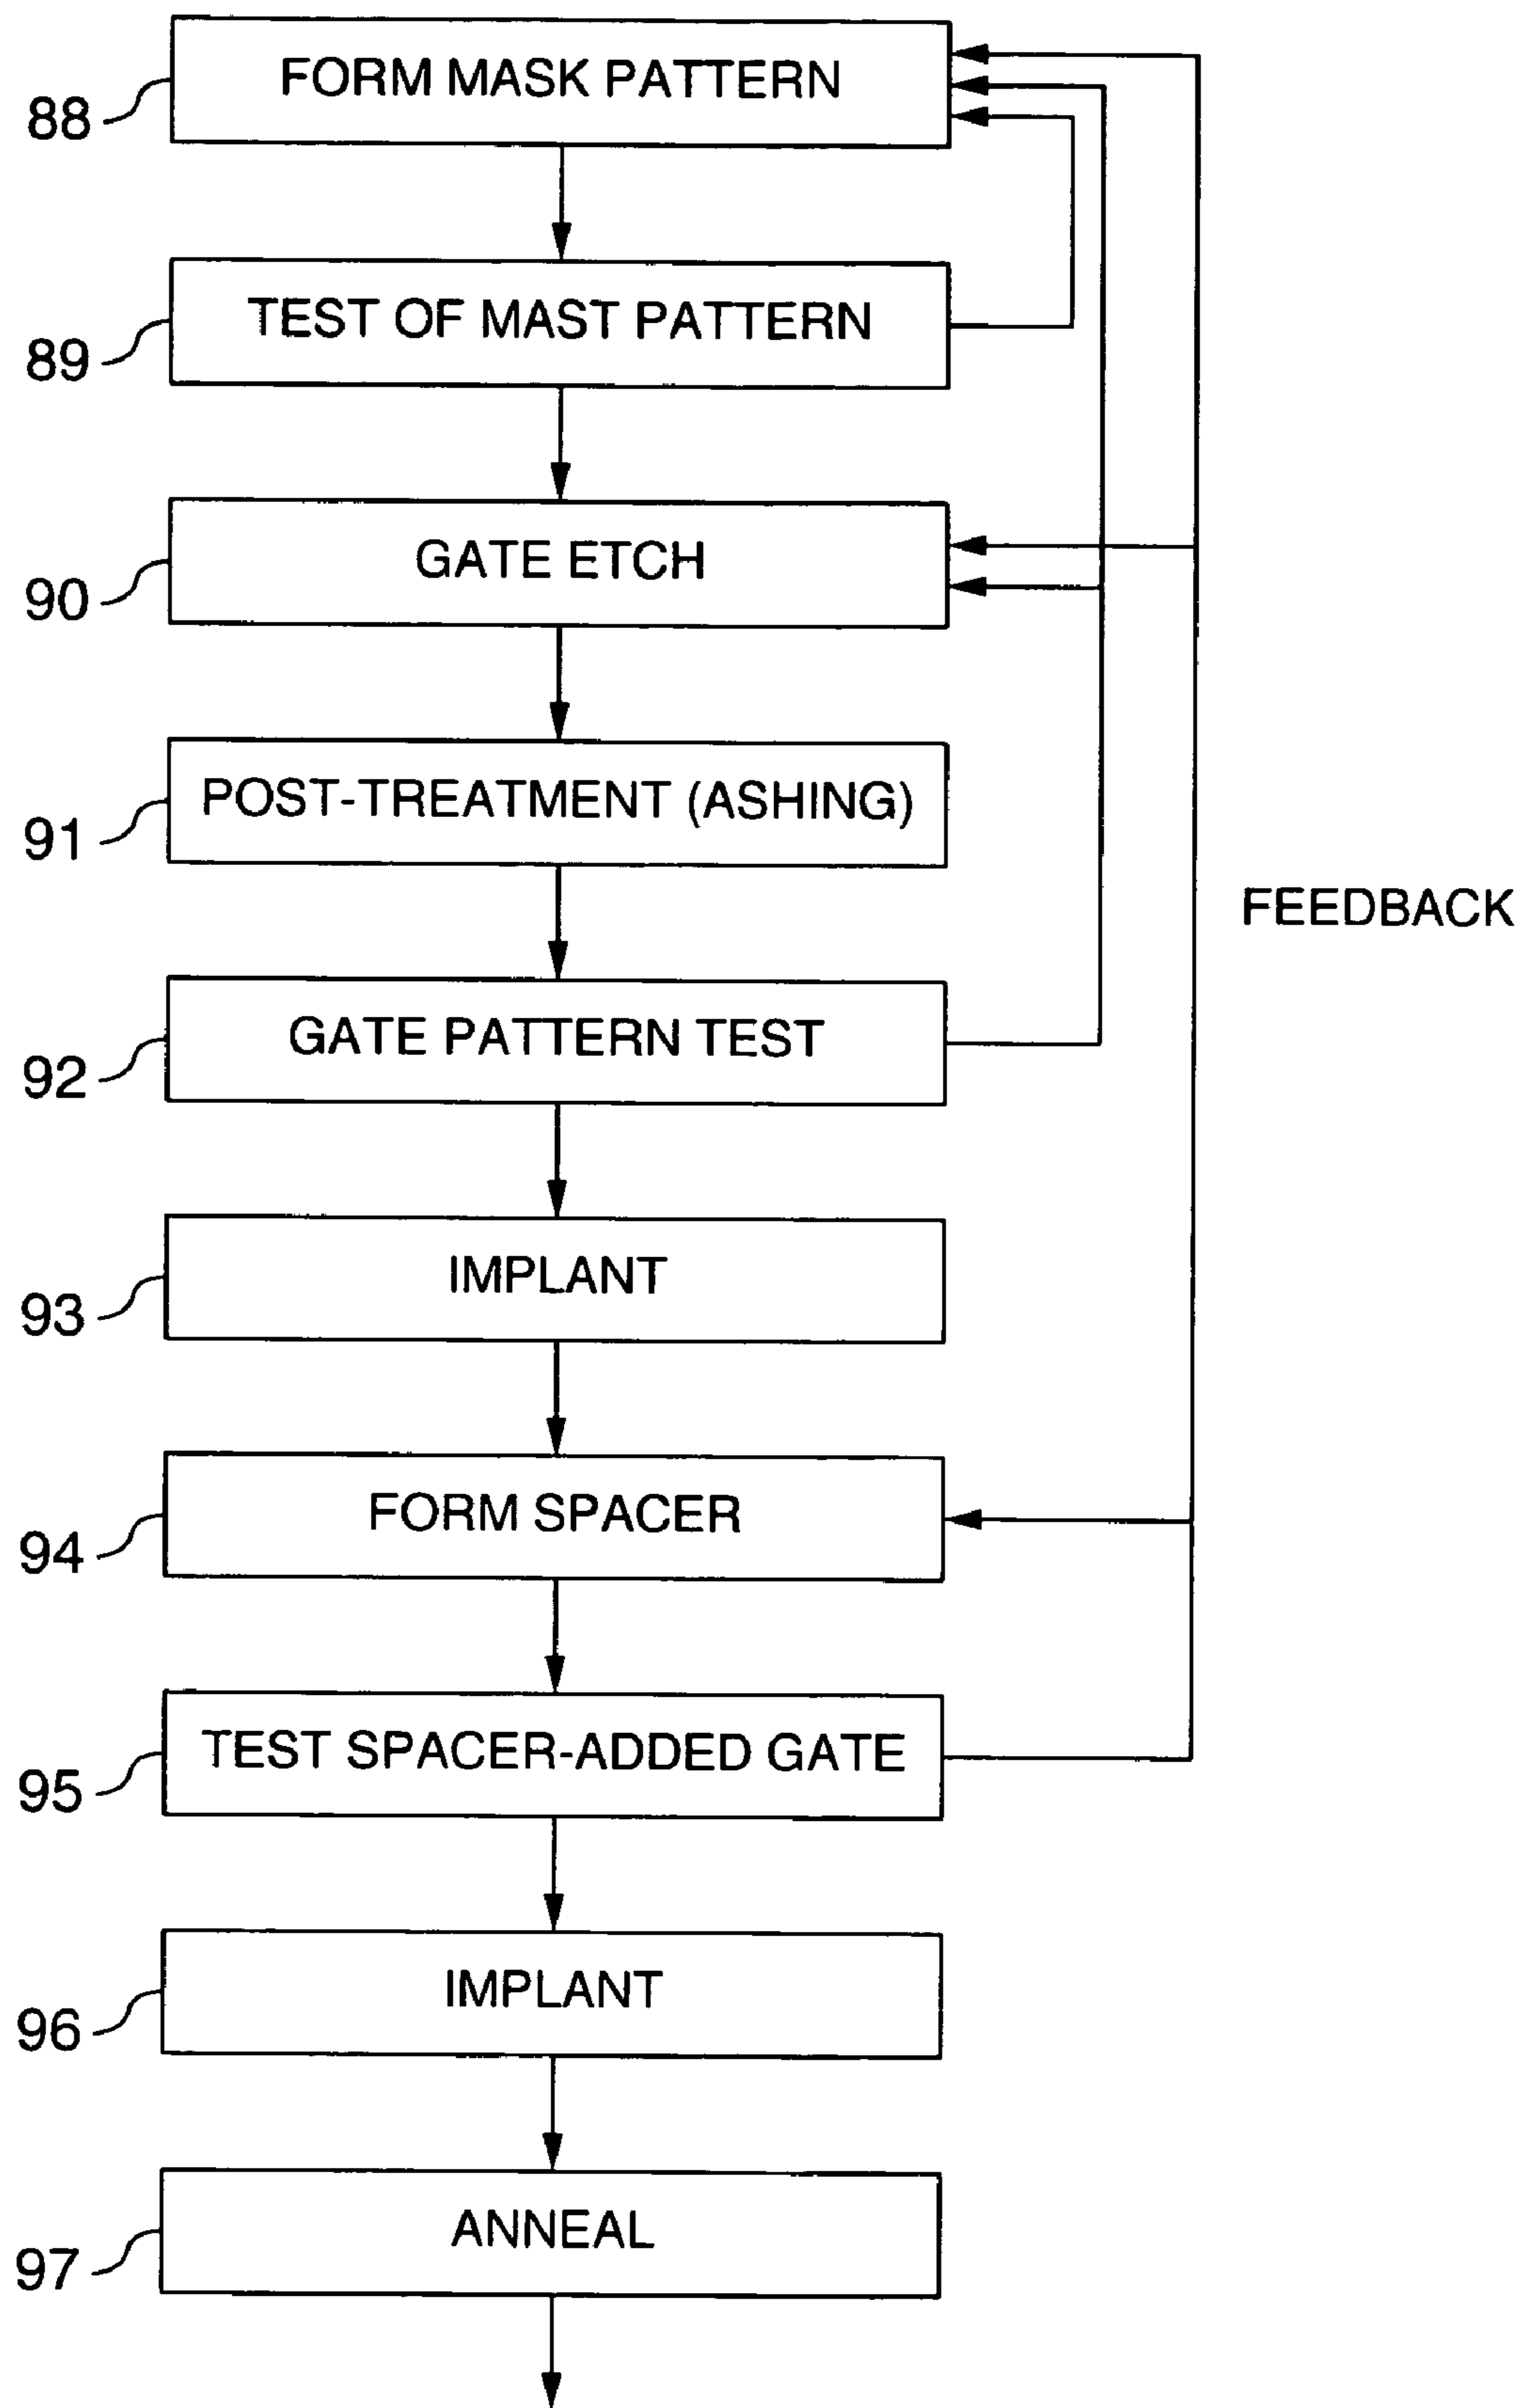 FORM MASK PATTERN
88
TEST OF MAST PATTERN
89
GATE ETCH
90
POST-TREATMENT (ASHING)
91
FEEDBACK
GATE PATTERN TEST
92
IMPLANT
93
FORM SPACER
94
TEST SPACER-ADDED GATE
95
IMPLANT
96
ANNEAL
97